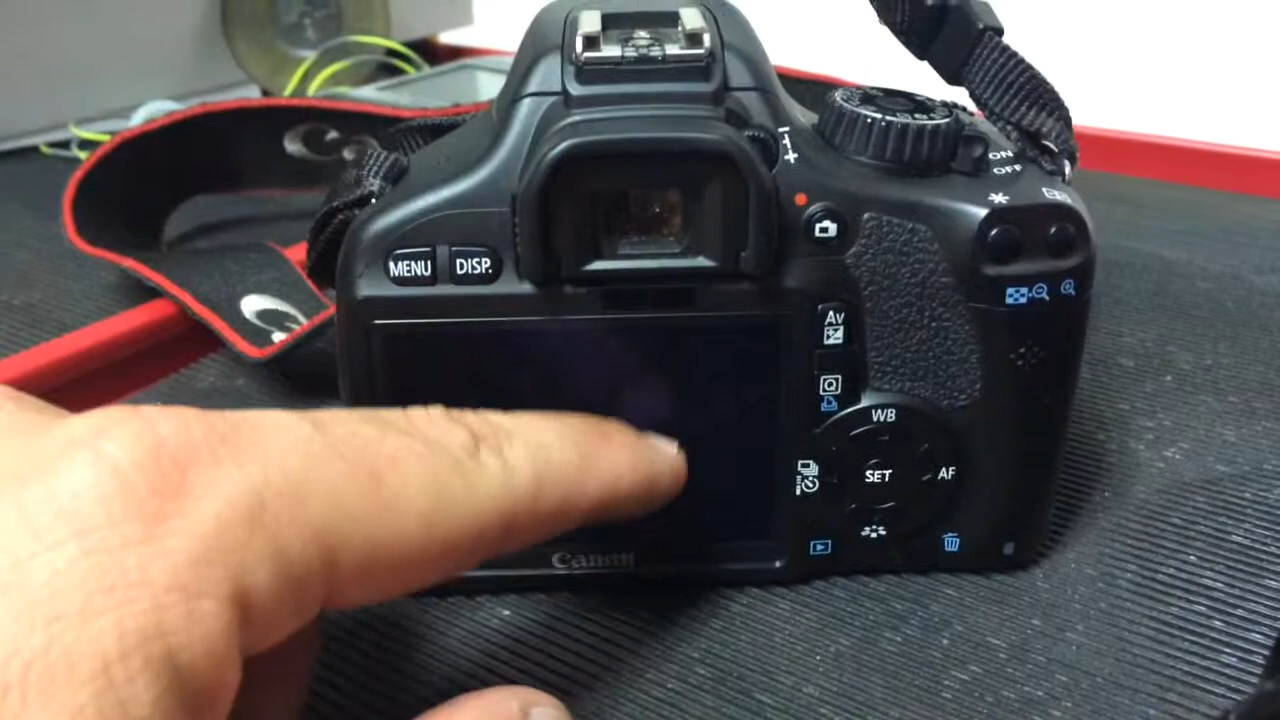 ON
OFF
MENU
DISP.
Av
Q
WB
SET
AF
Canon